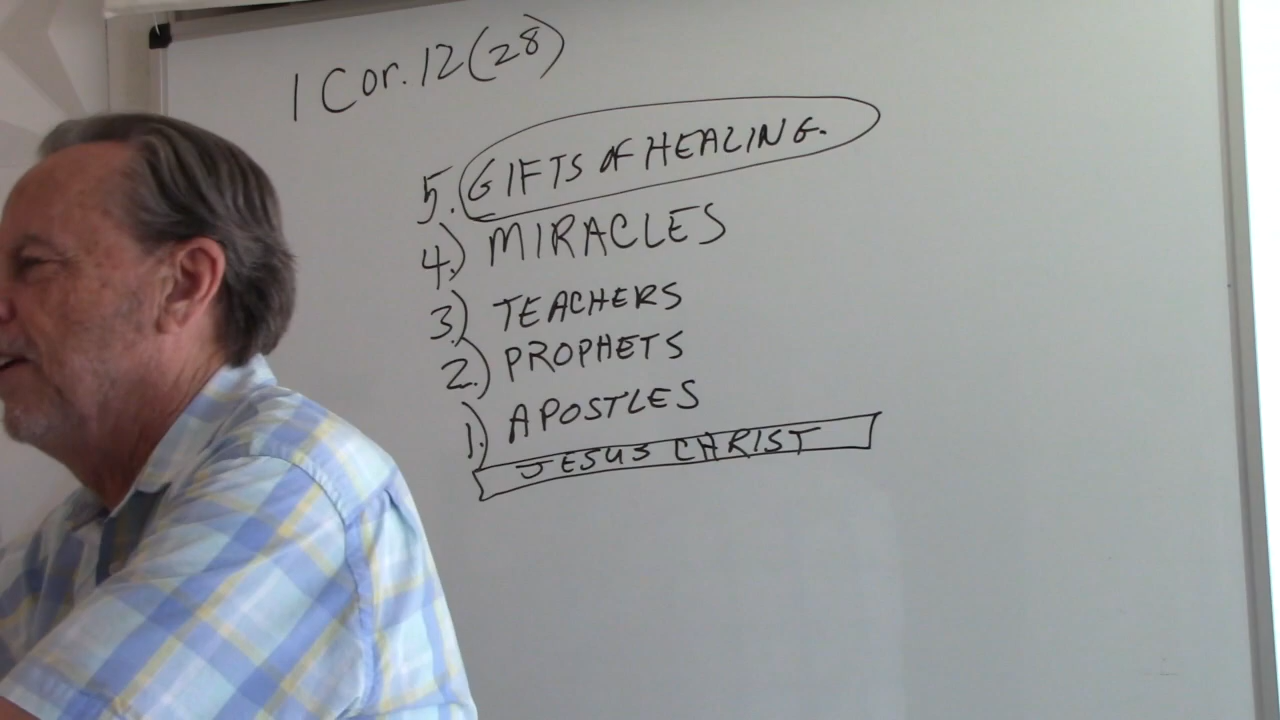 1 Cor. 12 (28)
5. GIFTS OF HEALING.
4.) MIRACLES
3.) TEACHERS
2.) PROPHETS
1.) APOSTLES
JESUS CHRIST